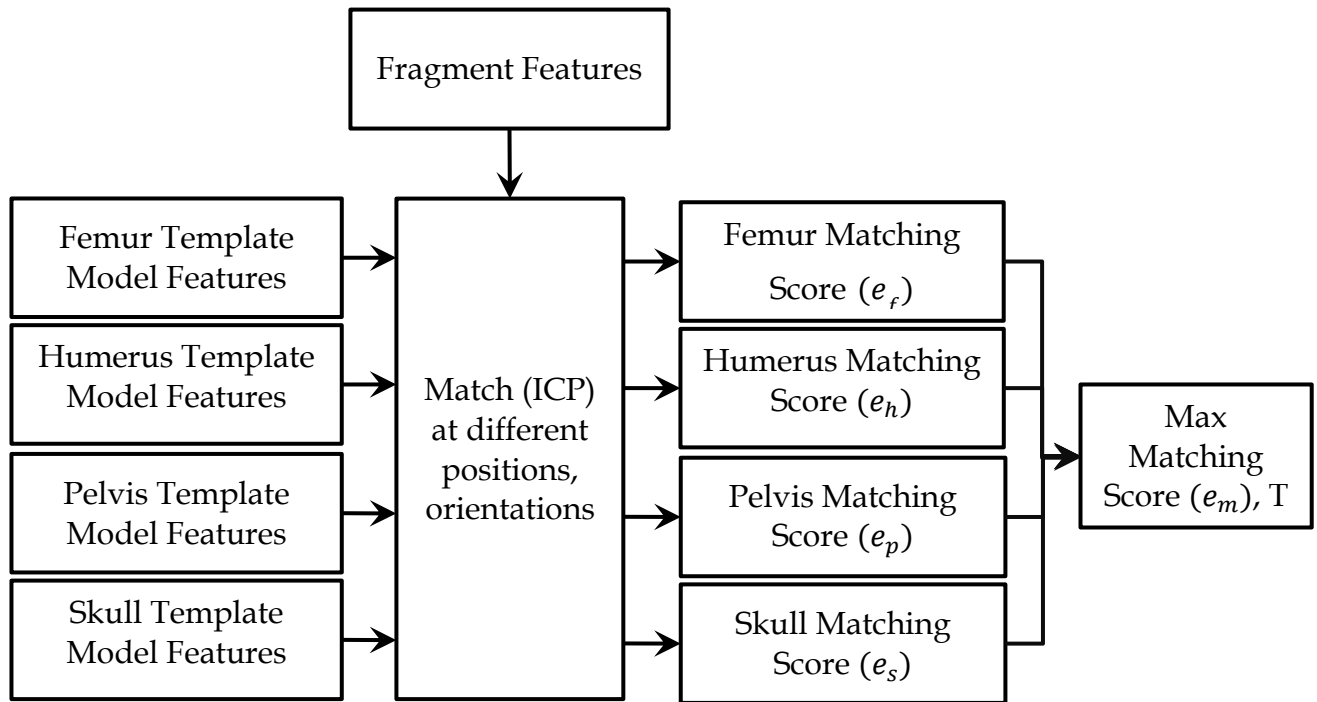 Fragment Features
Femur Template
Model Features
Humerus Template
Model Features
Pelvis Template
Model Features
Skull Template
Model Features
Match (ICP)
at different
positions,
orientations
Femur Matching
Score (e_f)
Humerus Matching
Score (e_h)
Pelvis Matching
Score (e_p)
Skull Matching
Score (e_s)
Max
Matching
Score (e_m), T